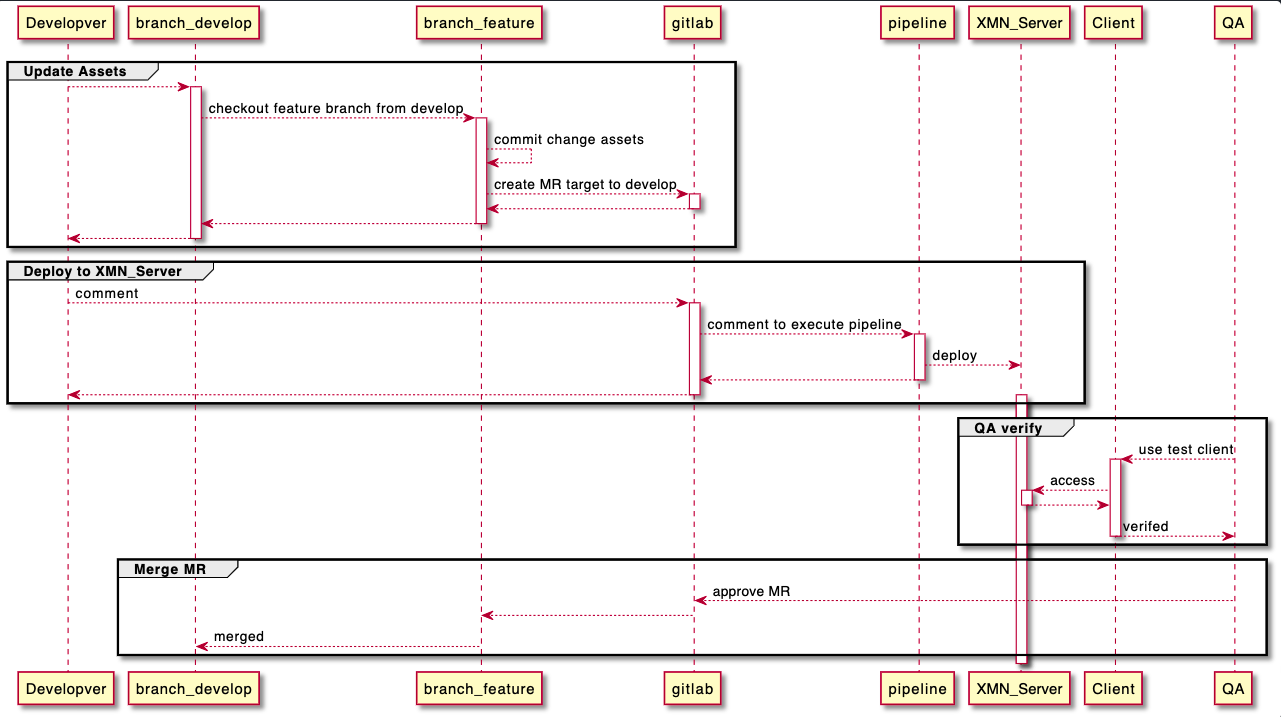 Developver branch_develop branch_feature gitlab pipeline XMN_Server Client QA
Update Assets
checkout feature branch from develop
commit change assets
create MR target to develop
Deploy to XMN_Server
comment
comment to execute pipeline
deploy
QA verify
use test client
access
verifed
Merge MR
approve MR
merged
Developver branch_develop branch_feature gitlab pipeline XMN_Server Client QA